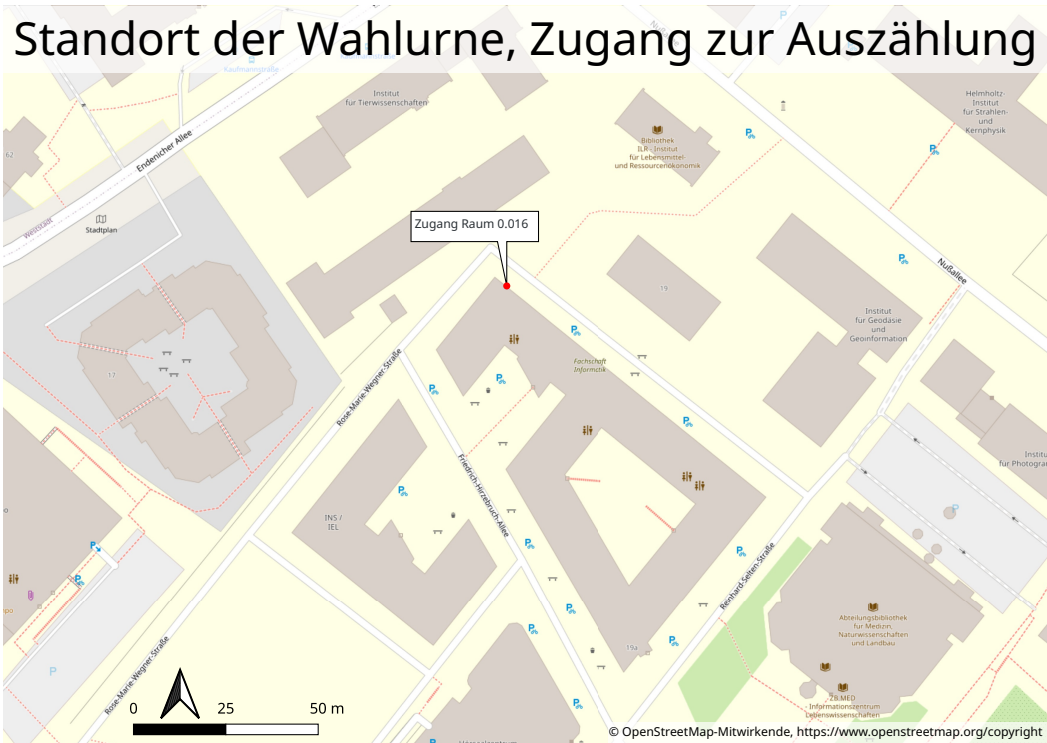 Standort der Wahlurne, Zugang zur Auszählung
Kaufmannstraße
Institut
für Tierwissenschaften
Helmholtz-
Institut
für Strahlen-
und
Kernphysik
Bibliothek
ILR - Institut
für Lebensmittel-
und Ressourcenökonomik
62
Endenicher Allee
Weststadt
Stadtplan
Zugang Raum 0.016
Nußallee
19
Institut
für Geodäsie
und
Geoinformation
Fachschaft
Informatik
17
Rose-Marie-Wegner-Straße
Friedrich-Hirzebruch-Allee
INS /
IEL
P
Reinhard-Selten-Straße
Abteilungsbibliothek
für Medizin,
Naturwissenschaften
und Landbau
19a
ZB MED
- Informationszentrum
Lebenswissenschaften
Rose-Marie-Wegner-Straße
P
0 25 50 m
© OpenStreetMap-Mitwirkende, https://www.openstreetmap.org/copyright